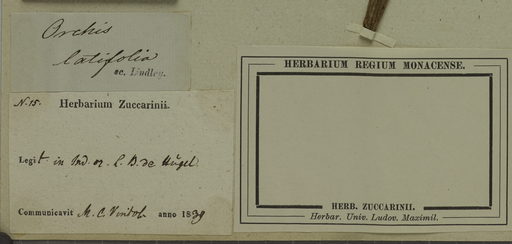 Orchis
latifolia
ec. Lindley.
N. 15. Herbarium Zuccarinii.
Legit in Ind. or. C. B. de Hügel
Communicavit M. C. anno 1839
HERBARIUM REGIUM MONACENSE.
HERB. ZUCCARINII.
Herbar. Univ. Ludov. Maximil.